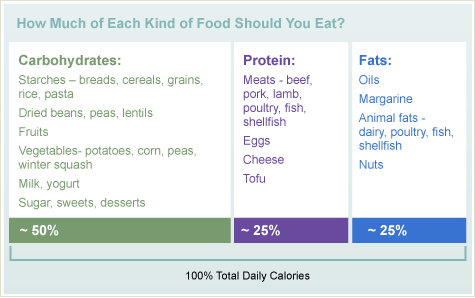 How Much of Each Kind of Food Should You Eat?
Carbohydrates:
Starches – breads, cereals, grains,
rice, pasta
Dried beans, peas, lentils
Fruits
Vegetables- potatoes, corn, peas,
winter squash
Milk, yogurt
Sugar, sweets, desserts
~ 50%
Protein:
Meats - beef,
pork, lamb,
poultry, fish,
shellfish
Eggs
Cheese
Tofu
~ 25%
Fats:
Oils
Margarine
Animal fats -
dairy, poultry, fish,
shellfish
Nuts
~ 25%
100% Total Daily Calories